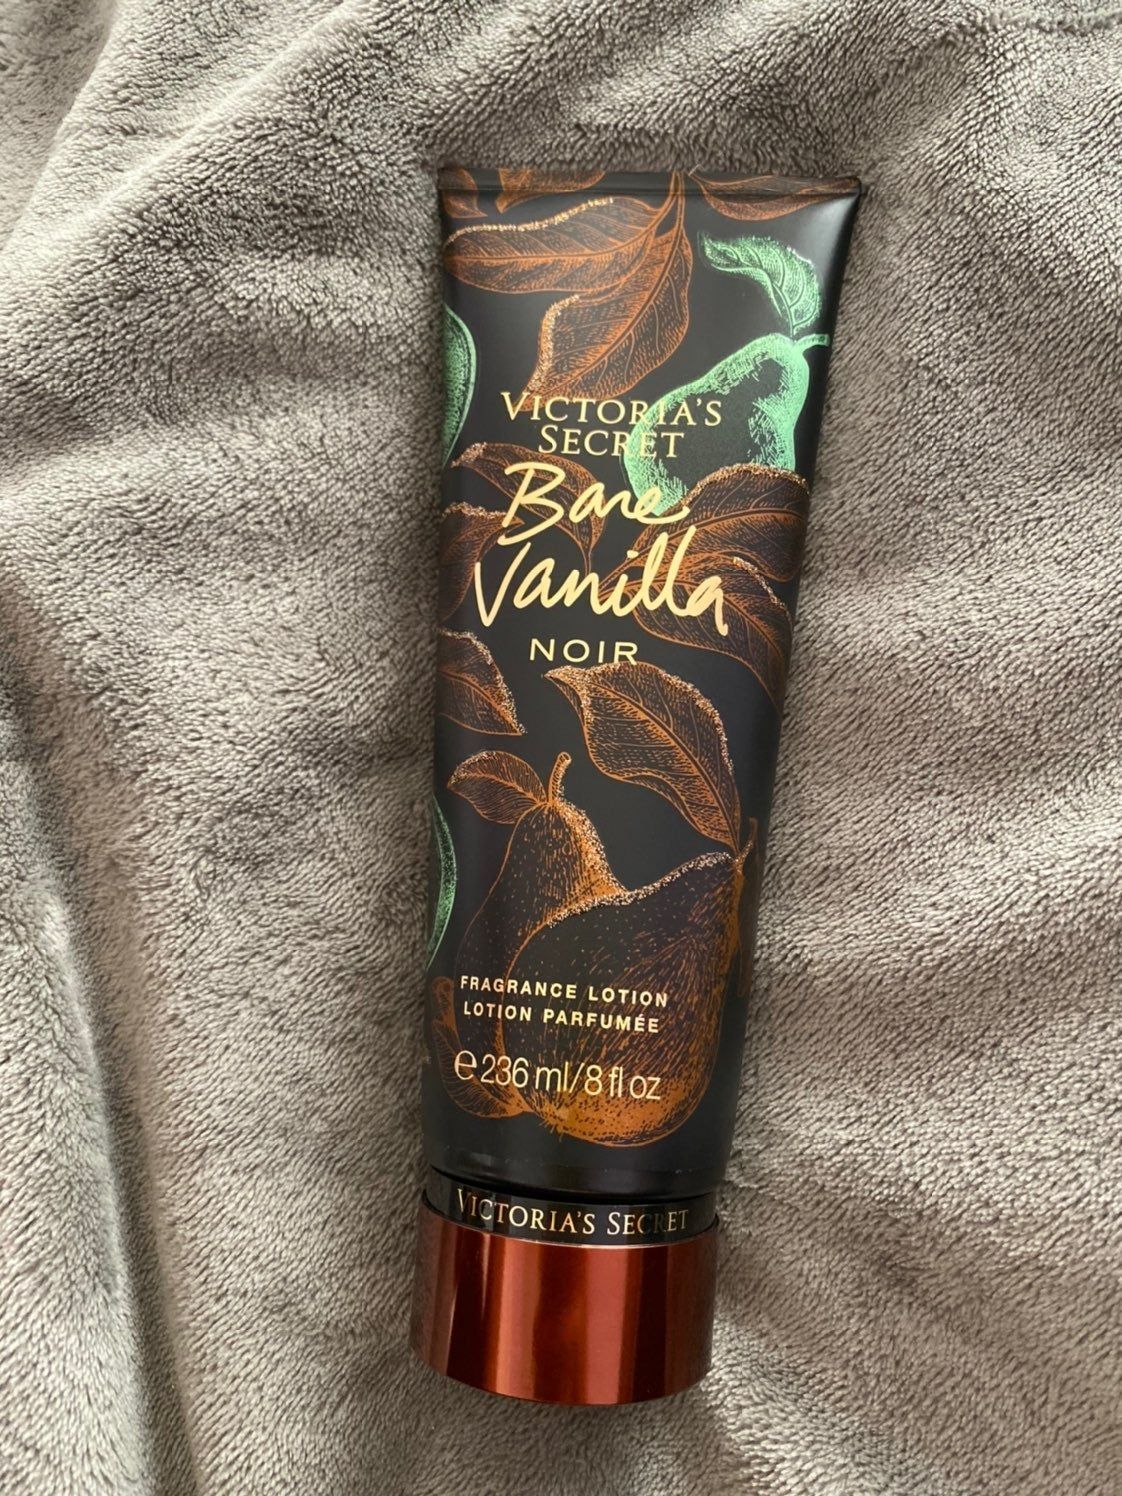 VICTORIA'S
SECRET
Bare
Vanilla
NOIR
FRAGRANCE LOTION
LOTION PARFUMÉE
℮ 236 ml/8 fl oz
VICTORIA'S SECRET